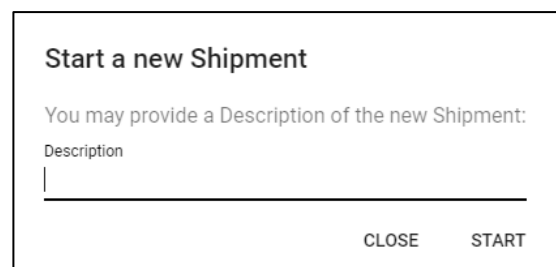 Start a new Shipment
You may provide a Description of the new Shipment:
Description
CLOSE START